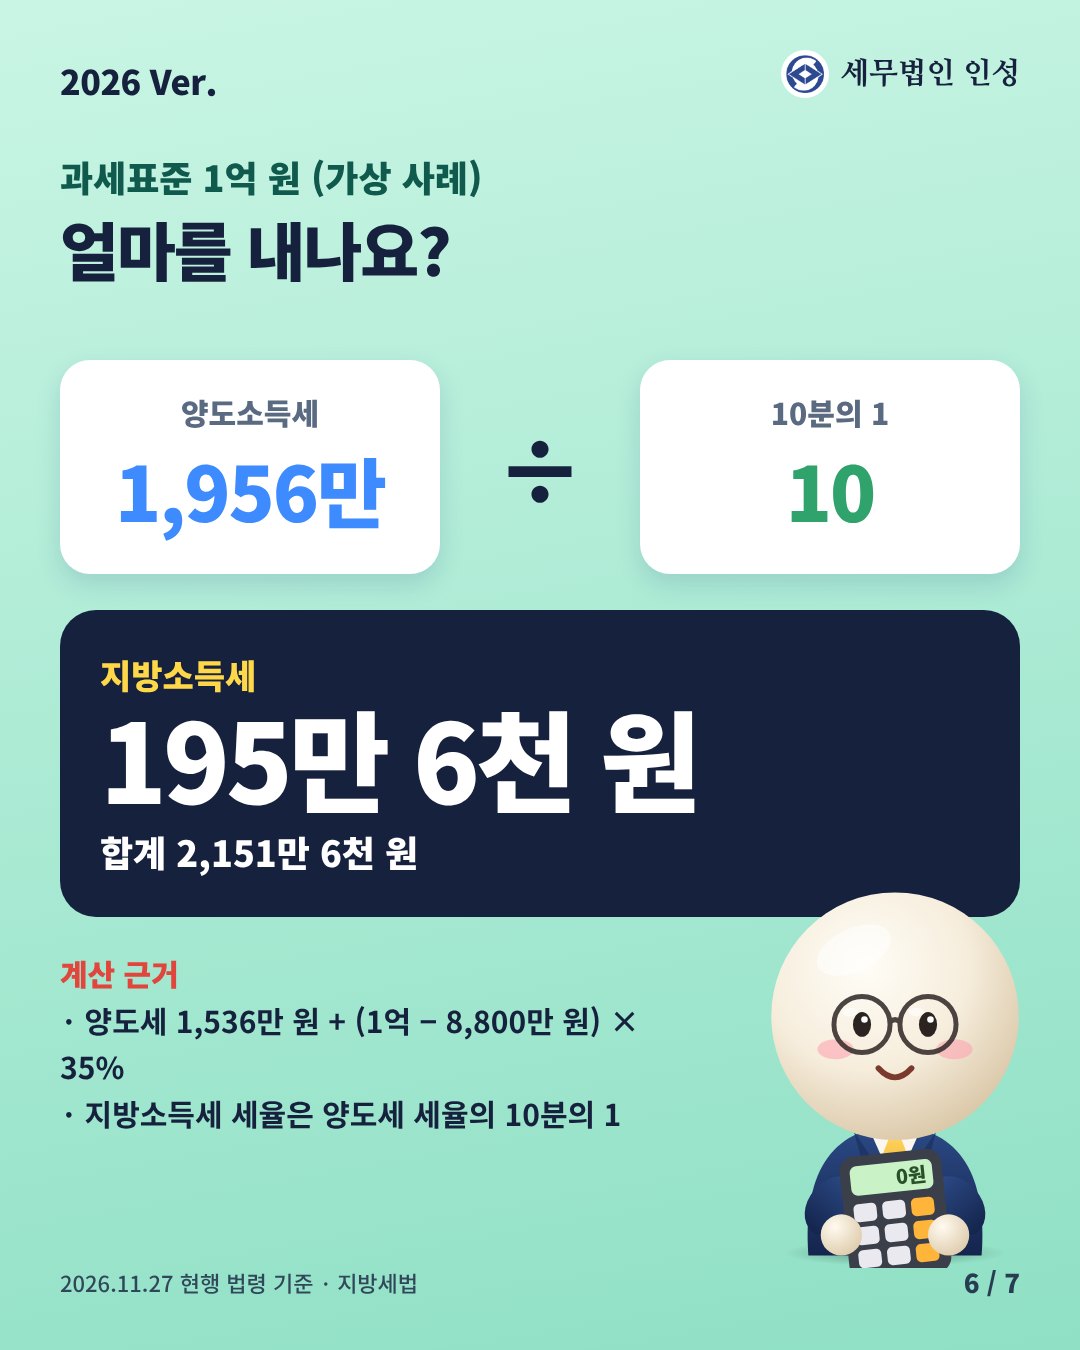 2026 Ver.
세무법인 인성
과세표준 1억 원 (가상 사례)
얼마를 내나요?
양도소득세
1,956만
÷
10분의 1
10
지방소득세
195만 6천 원
합계 2,151만 6천 원
계산 근거
· 양도세 1,536만 원 + (1억 − 8,800만 원) ×
35%
· 지방소득세 세율은 양도세 세율의 10분의 1
0원
2026.11.27 현행 법령 기준 · 지방세법
6 / 7